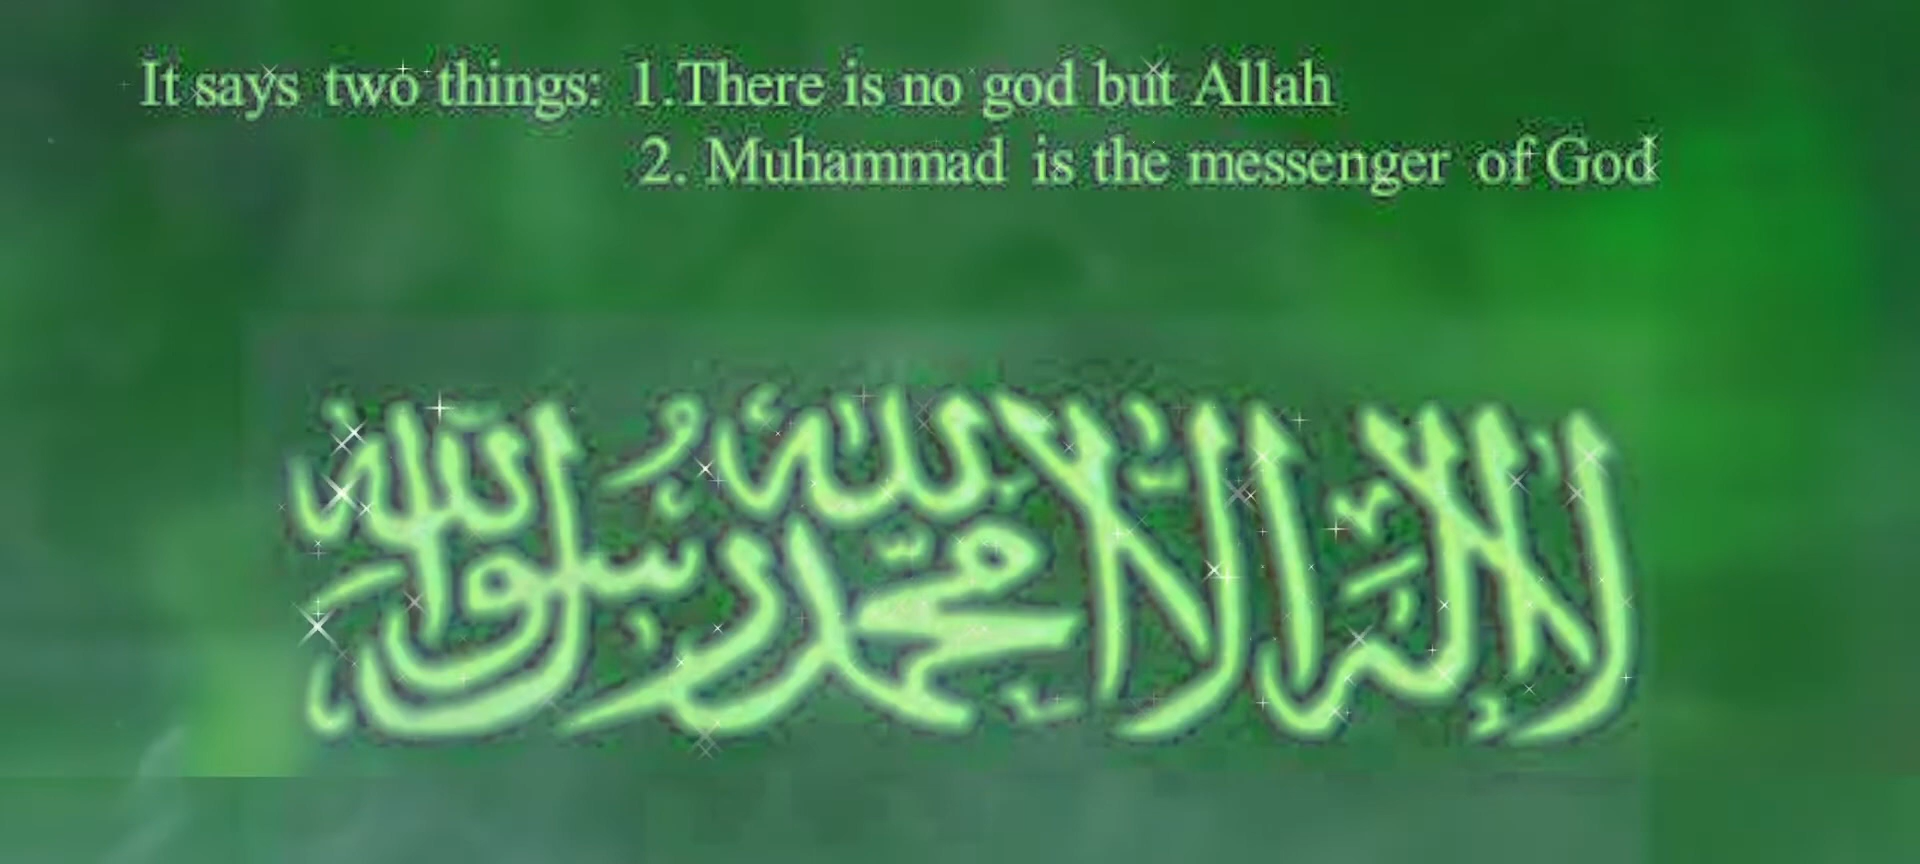 It says two things: 1.There is no god but Allah
2. Muhammad is the messenger of God
لا إله إلا الله محمد رسول الله